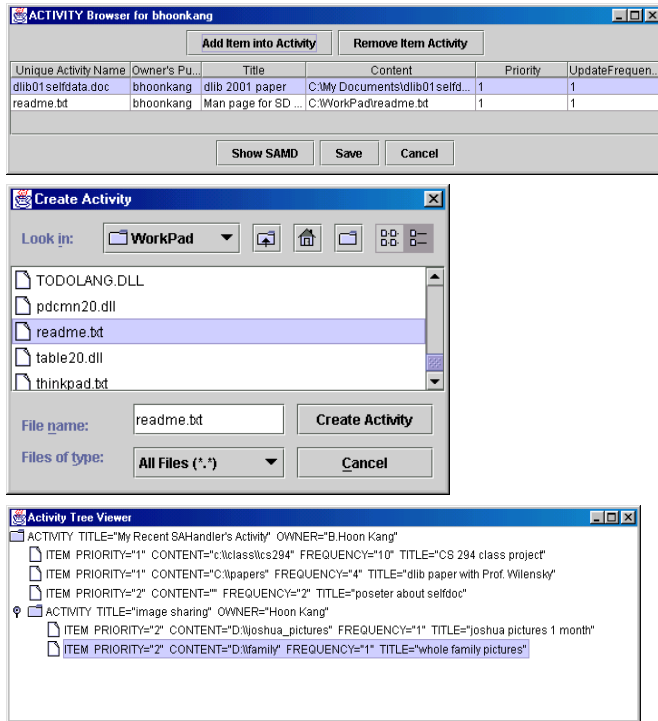 ACTIVITY Browser for bhoonkang
Add Item into Activity Remove Item Activity
Unique Activity Name Owner's Pu... Title Content Priority UpdateFrequen...
dlib01selfdata.doc bhoonkang dlib 2001 paper C:\My Documents\dlib01selfd... 1 1
readme.txt bhoonkang Man page for SD ... C:\WorkPad\readme.txt 1 1
Show SAMD Save Cancel
Create Activity
Look in: WorkPad
TODOLANG.DLL
pdcmn20.dll
readme.txt
table20.dll
thinkpad.txt
File name: readme.txt Create Activity
Files of type: All Files (*.*) Cancel
Activity Tree Viewer
ACTIVITY TITLE="My Recent SAHandler's Activity" OWNER="B.Hoon Kang"
ITEM PRIORITY="1" CONTENT="c:\\class\\cs294" FREQUENCY="10" TITLE="CS 294 class project"
ITEM PRIORITY="1" CONTENT="C:\\papers" FREQUENCY="4" TITLE="dlib paper with Prof. Wilensky"
ITEM PRIORITY="2" CONTENT="" FREQUENCY="2" TITLE="poseter about selfdoc"
ACTIVITY TITLE="image sharing" OWNER="Hoon Kang"
ITEM PRIORITY="2" CONTENT="D:\\joshua_pictures" FREQUENCY="1" TITLE="joshua pictures 1 month"
ITEM PRIORITY="2" CONTENT="D:\\family" FREQUENCY="1" TITLE="whole family pictures"